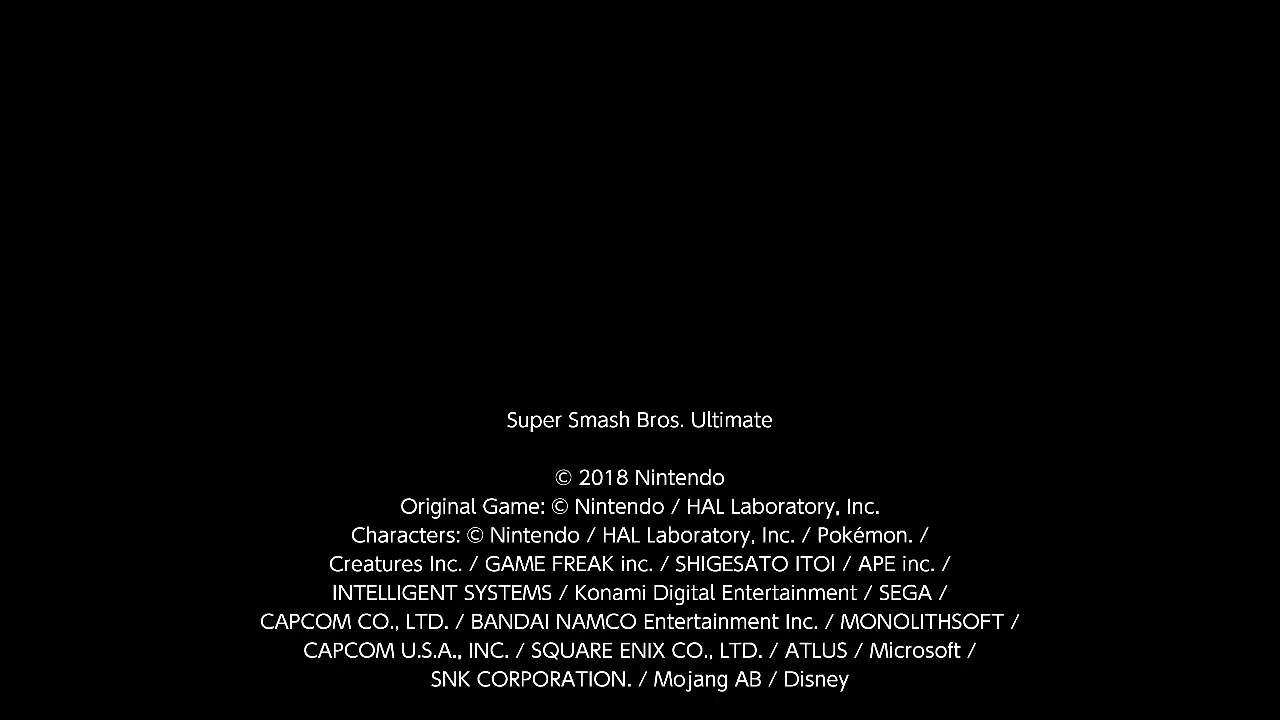 Super Smash Bros. Ultimate
© 2018 Nintendo
Original Game: © Nintendo / HAL Laboratory, Inc.
Characters: © Nintendo / HAL Laboratory, Inc. / Pokémon. /
Creatures Inc. / GAME FREAK inc. / SHIGESATO ITOI / APE inc. /
INTELLIGENT SYSTEMS / Konami Digital Entertainment / SEGA /
CAPCOM CO., LTD. / BANDAI NAMCO Entertainment Inc. / MONOLITHSOFT /
CAPCOM U.S.A., INC. / SQUARE ENIX CO., LTD. / ATLUS / Microsoft /
SNK CORPORATION. / Mojang AB / Disney